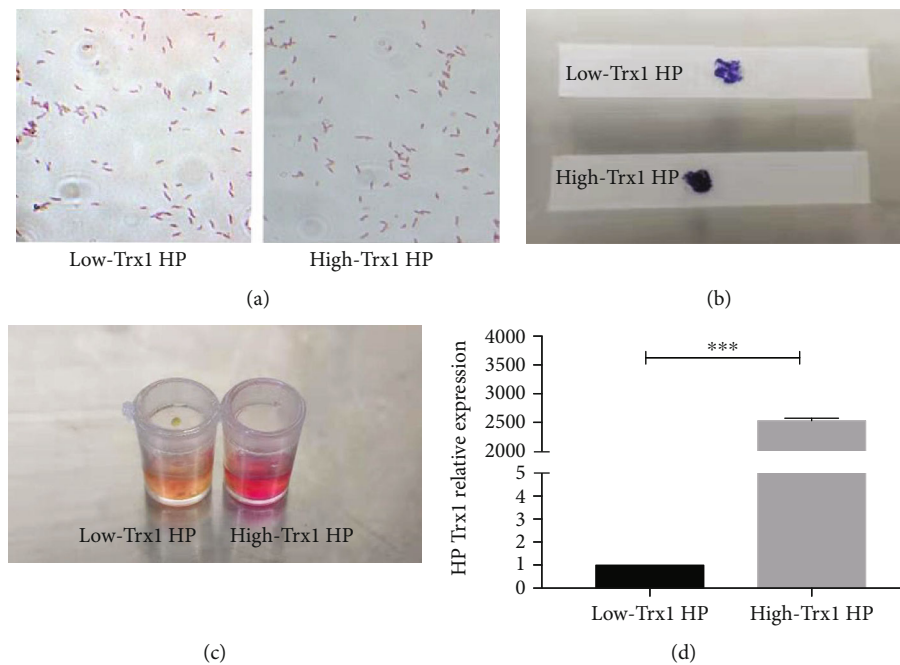 Low-Trx1 HP
High-Trx1 HP
(a)
Low-Trx1 HP
High-Trx1 HP
(b)
Low-Trx1 HP
High-Trx1 HP
(c)
HP Trx1 relative expression
4000
3500
3000
2500
2000
5
4
3
2
1
0
***
Low-Trx1 HP
High-Trx1 HP
(d)